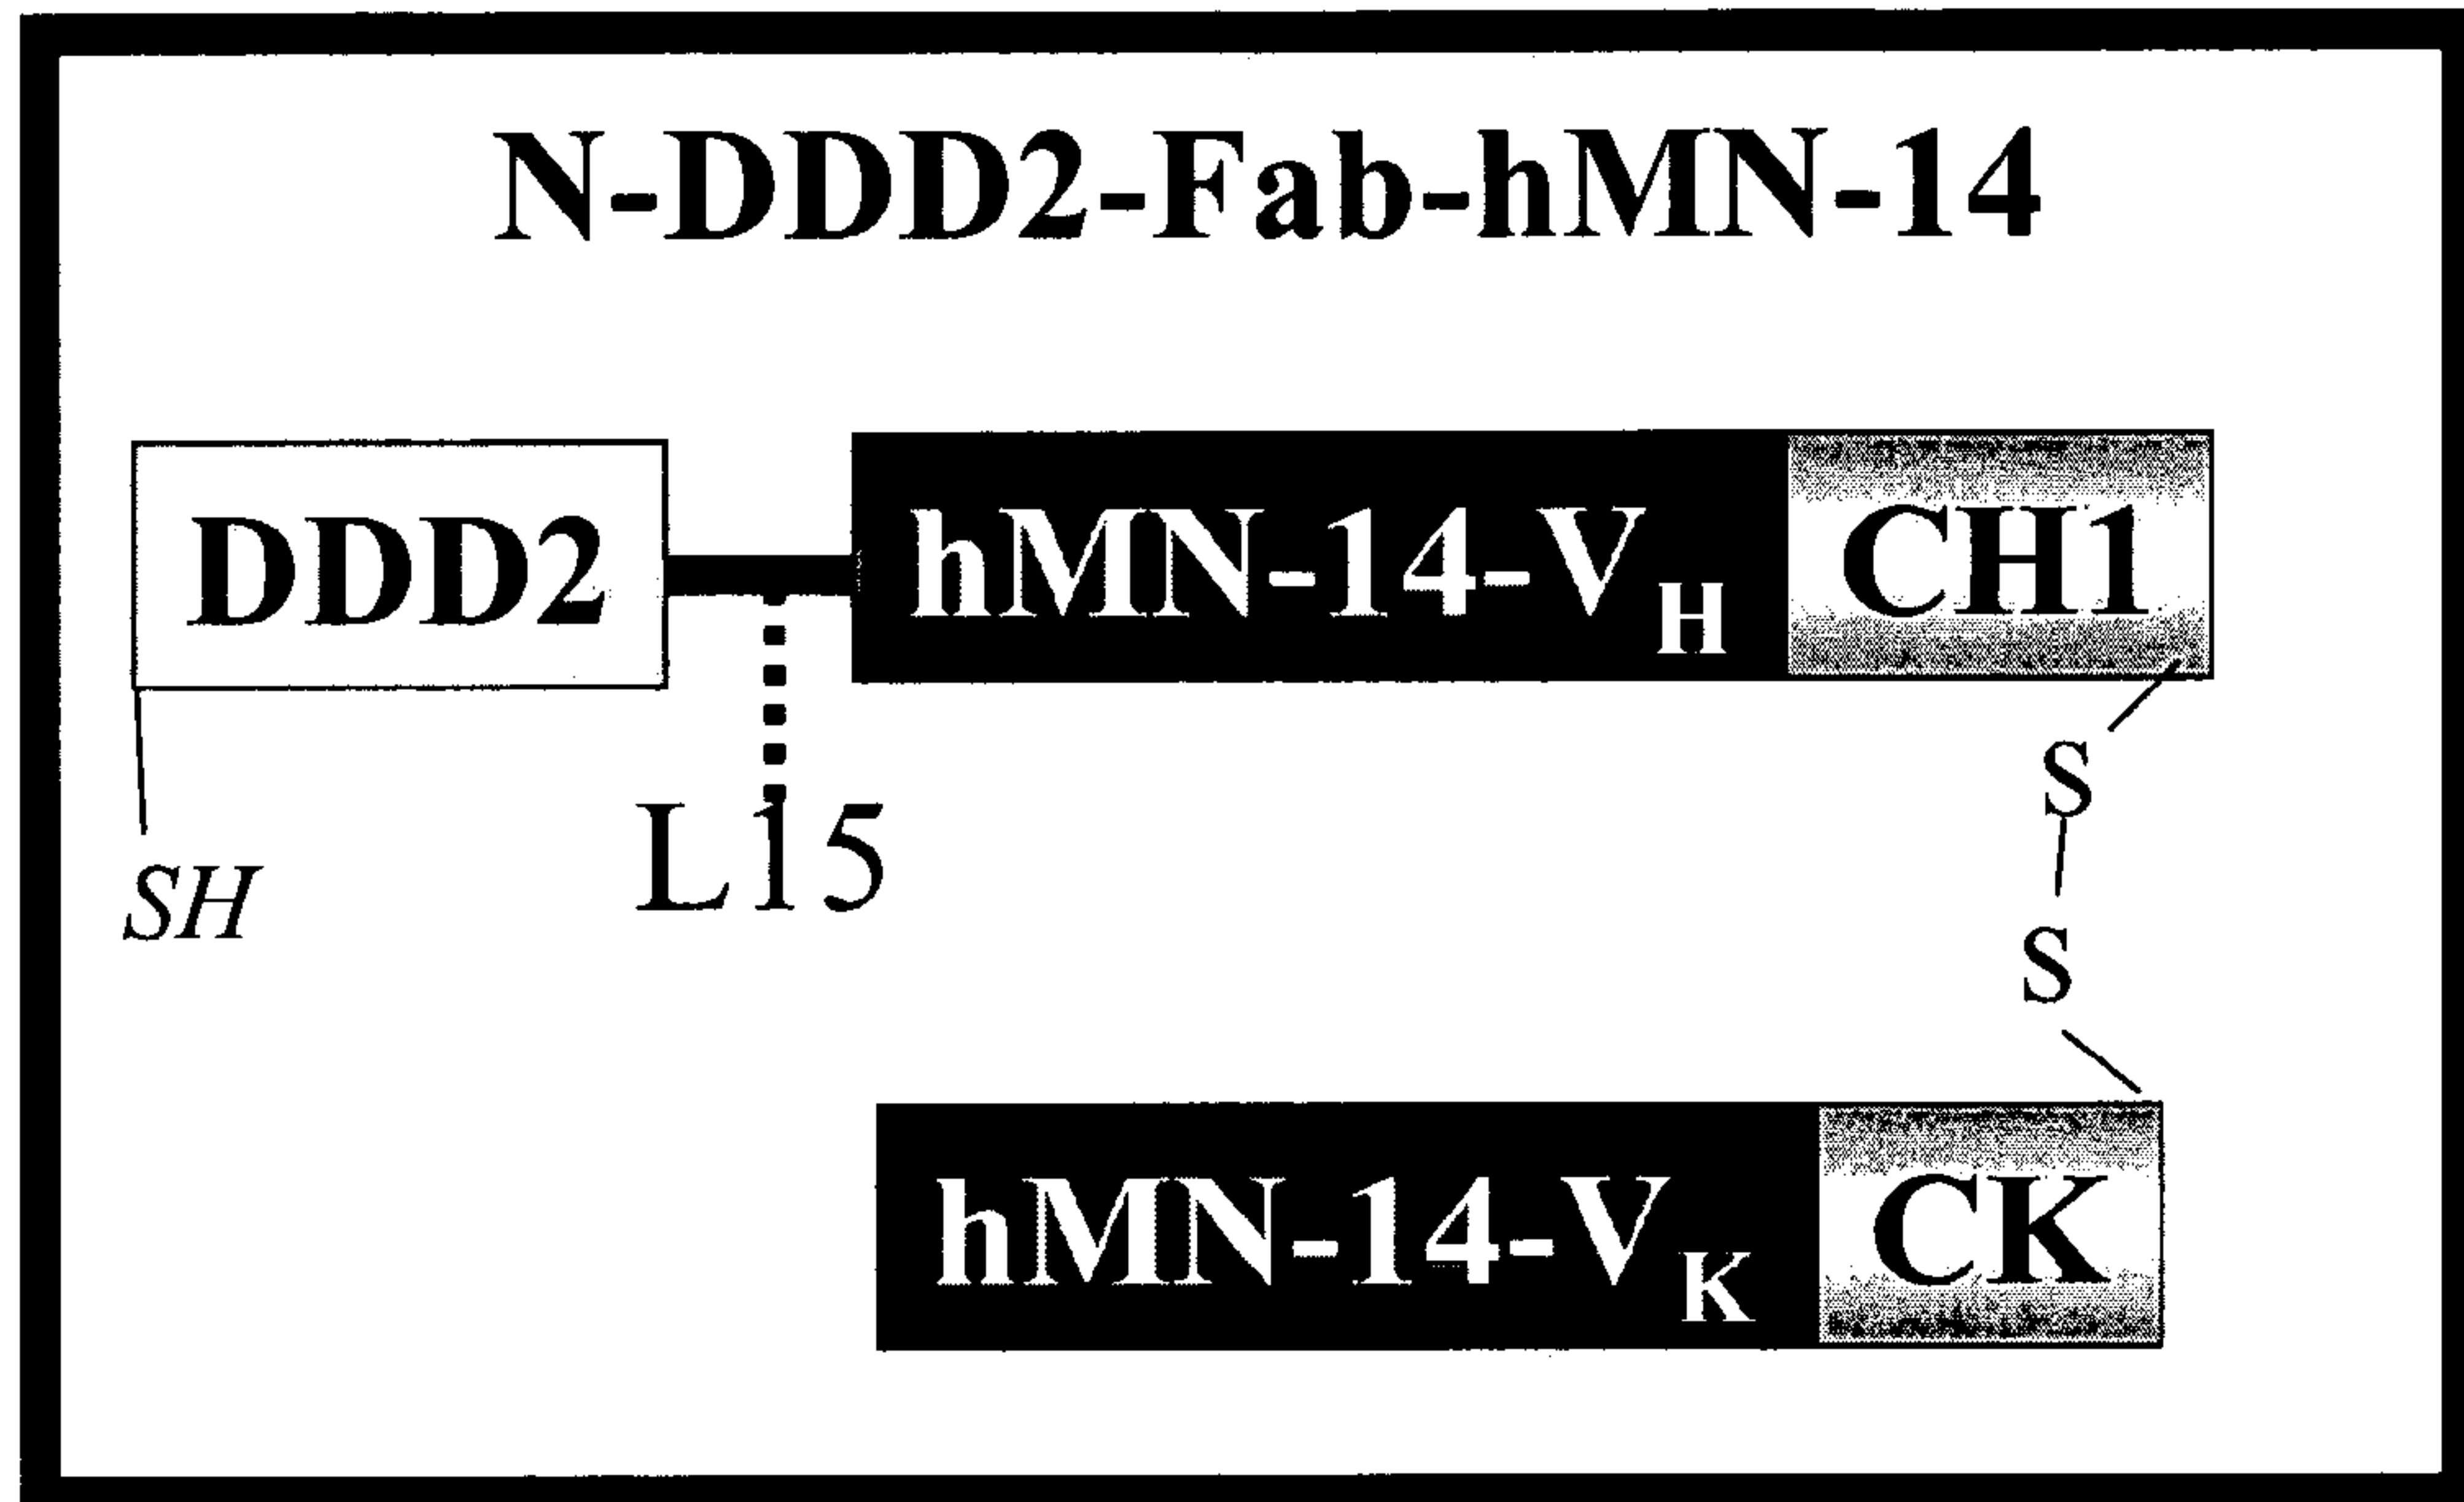 N-DDD2-Fab-hMN-14
DDD2
hMN-14-VH
CH1
L15
SH
S
S
hMN-14-VK
CK